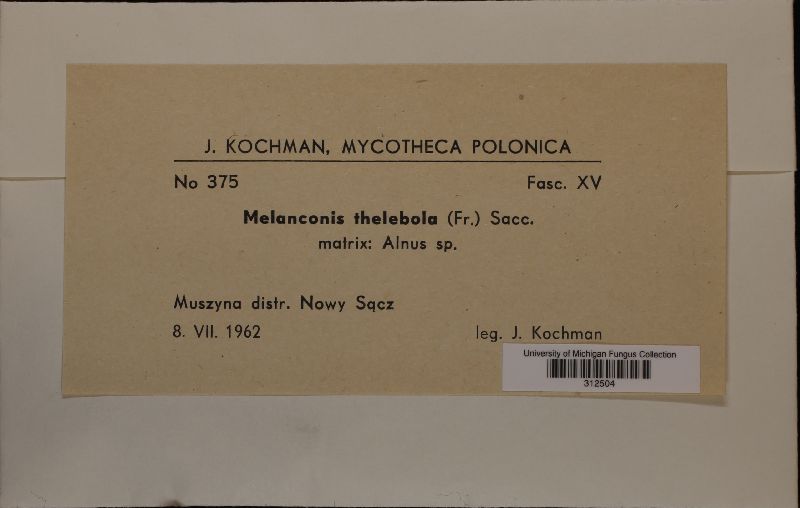 J. KOCHMAN, MYCOTHECA POLONICA
No 375 Fasc. XV
Melanconis thelebola (Fr.) Sacc.
matrix: Alnus sp.
Muszyna distr. Nowy Sącz
8. VII. 1962 leg. J. Kochman
University of Michigan Fungus Collection
312504